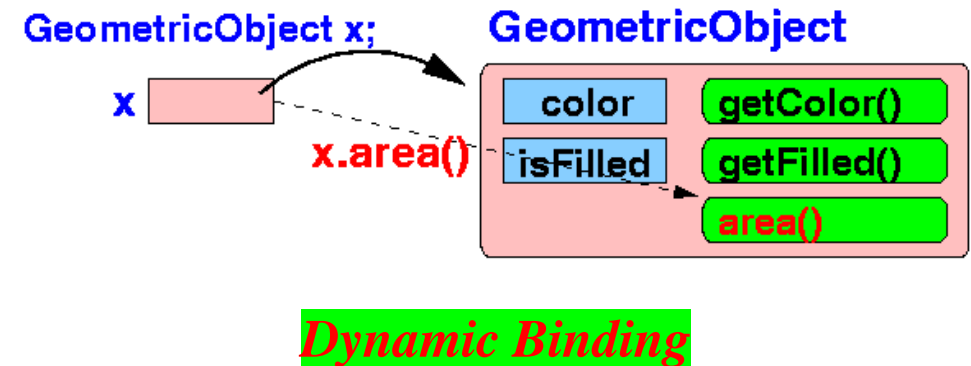 GeometricObject x;
GeometricObject
x
color
getColor()
x.area()
isFilled
getFilled()
area()
Dynamic Binding